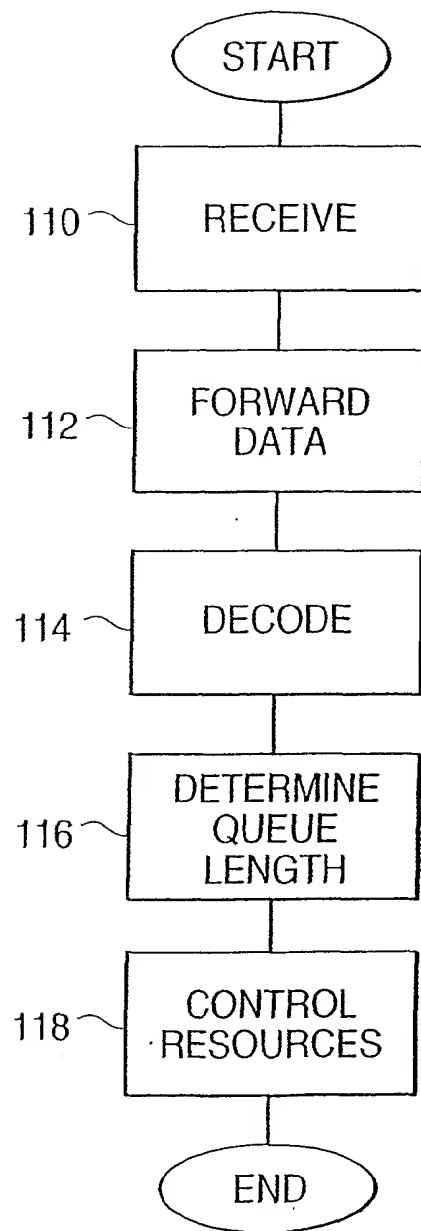 START
110
RECEIVE
112
FORWARD
DATA
114
DECODE
116
DETERMINE
QUEUE
LENGTH
118
CONTROL
RESOURCES
END